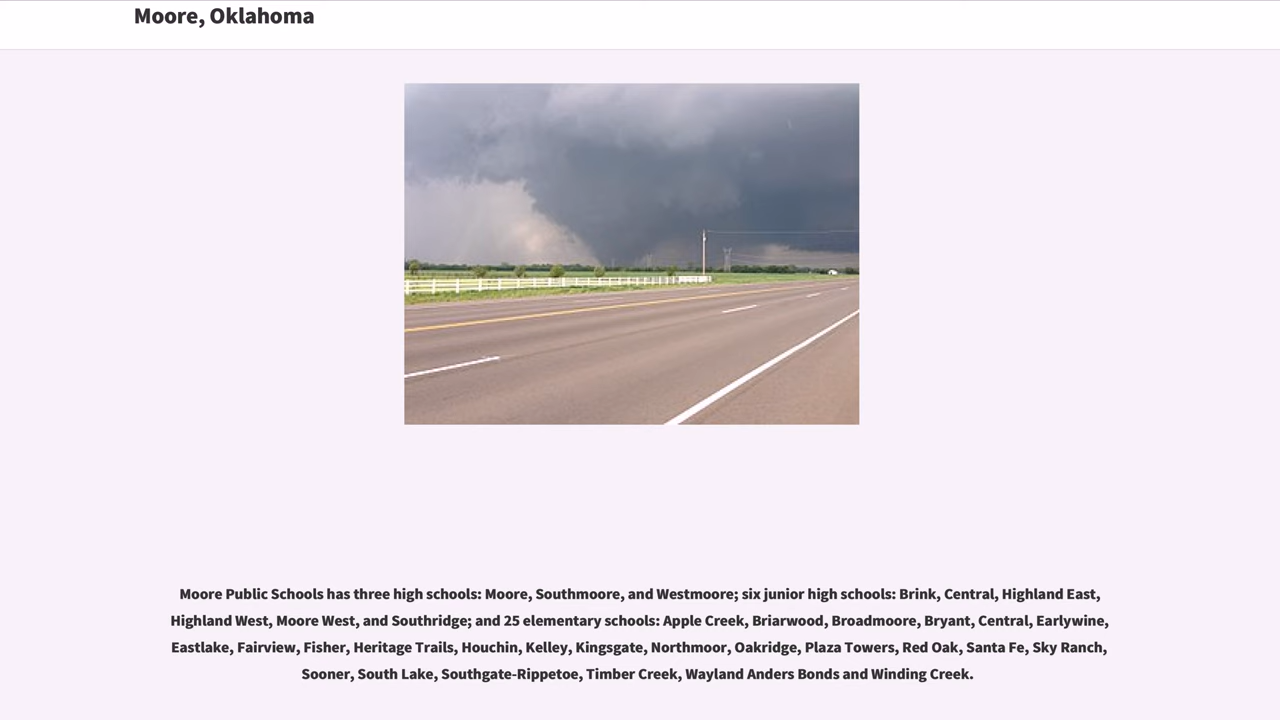 Moore, Oklahoma
Moore Public Schools has three high schools: Moore, Southmoore, and Westmoore; six junior high schools: Brink, Central, Highland East,
Highland West, Moore West, and Southridge; and 25 elementary schools: Apple Creek, Briarwood, Broadmoore, Bryant, Central, Earlywine,
Eastlake, Fairview, Fisher, Heritage Trails, Houchin, Kelley, Kingsgate, Northmoor, Oakridge, Plaza Towers, Red Oak, Santa Fe, Sky Ranch,
Sooner, South Lake, Southgate-Rippetoe, Timber Creek, Wayland Anders Bonds and Winding Creek.